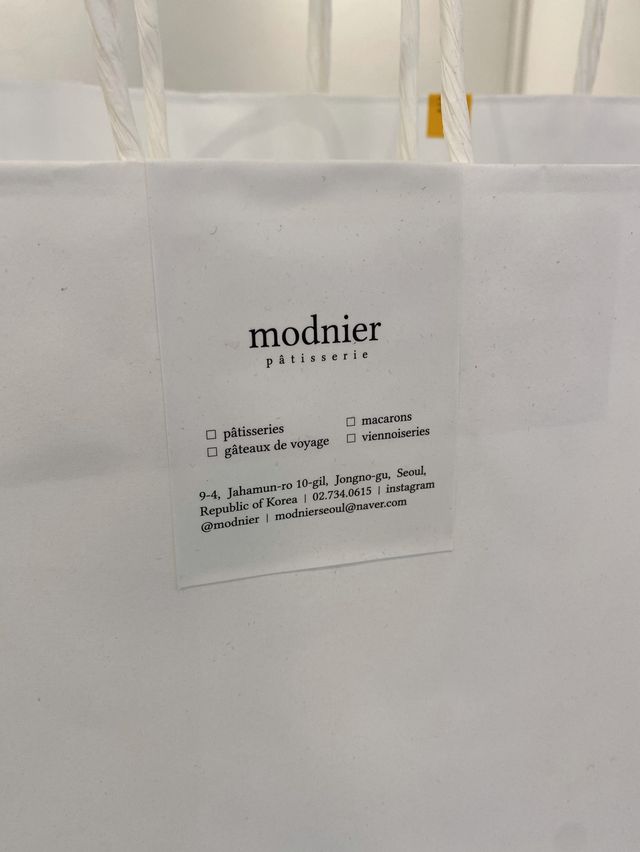 modnier
pâtisserie
☐ pâtisseries
☐ gâteaux de voyage
☐ macarons
☐ viennoiseries
9-4, Jahamun-ro 10-gil, Jongno-gu, Seoul,
Republic of Korea | 02.734.0615 | instagram
@modnier | modnierseoul@naver.com